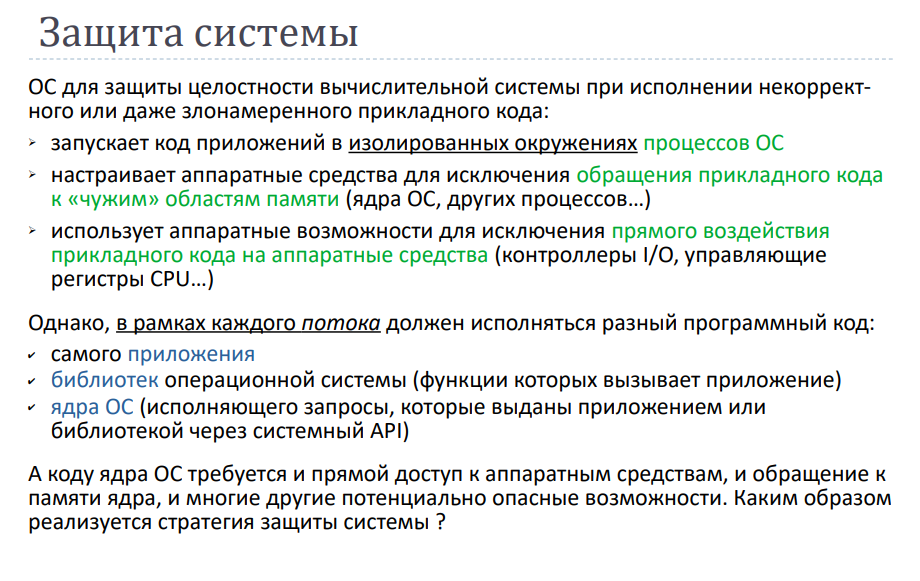 Защита системы
ОС для защиты целостности вычислительной системы при исполнении некоррект-
ного или даже злонамеренного прикладного кода:
запускает код приложений в изолированных окружениях процессов ОС
настраивает аппаратные средства для исключения обращения прикладного кода
к «чужим» областям памяти (ядра ОС, других процессов...)
использует аппаратные возможности для исключения прямого воздействия
прикладного кода на аппаратные средства (контроллеры I/O, управляющие
регистры CPU...)
Однако, в рамках каждого потока должен исполняться разный программный код:
самого приложения
библиотек операционной системы (функции которых вызывает приложение)
ядра ОС (исполняющего запросы, которые выданы приложением или
библиотекой через системный API)
А коду ядра ОС требуется и прямой доступ к аппаратным средствам, и обращение к
памяти ядра, и многие другие потенциально опасные возможности. Каким образом
реализуется стратегия защиты системы ?